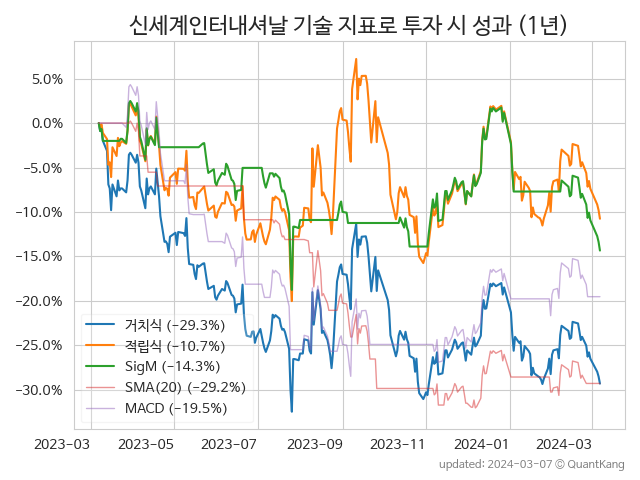 신세계인터내셔날 기술 지표로 투자 시 성과 (1년)
5.0%
0.0%
−5.0%
−10.0%
−15.0%
−20.0%
−25.0%
−30.0%
거치식 (−29.3%)
적립식 (−10.7%)
SigM (−14.3%)
SMA(20) (−29.2%)
MACD (−19.5%)
2023−03 2023−05 2023−07 2023−09 2023−11 2024−01 2024−03
updated: 2024−03−07 © QuantKang